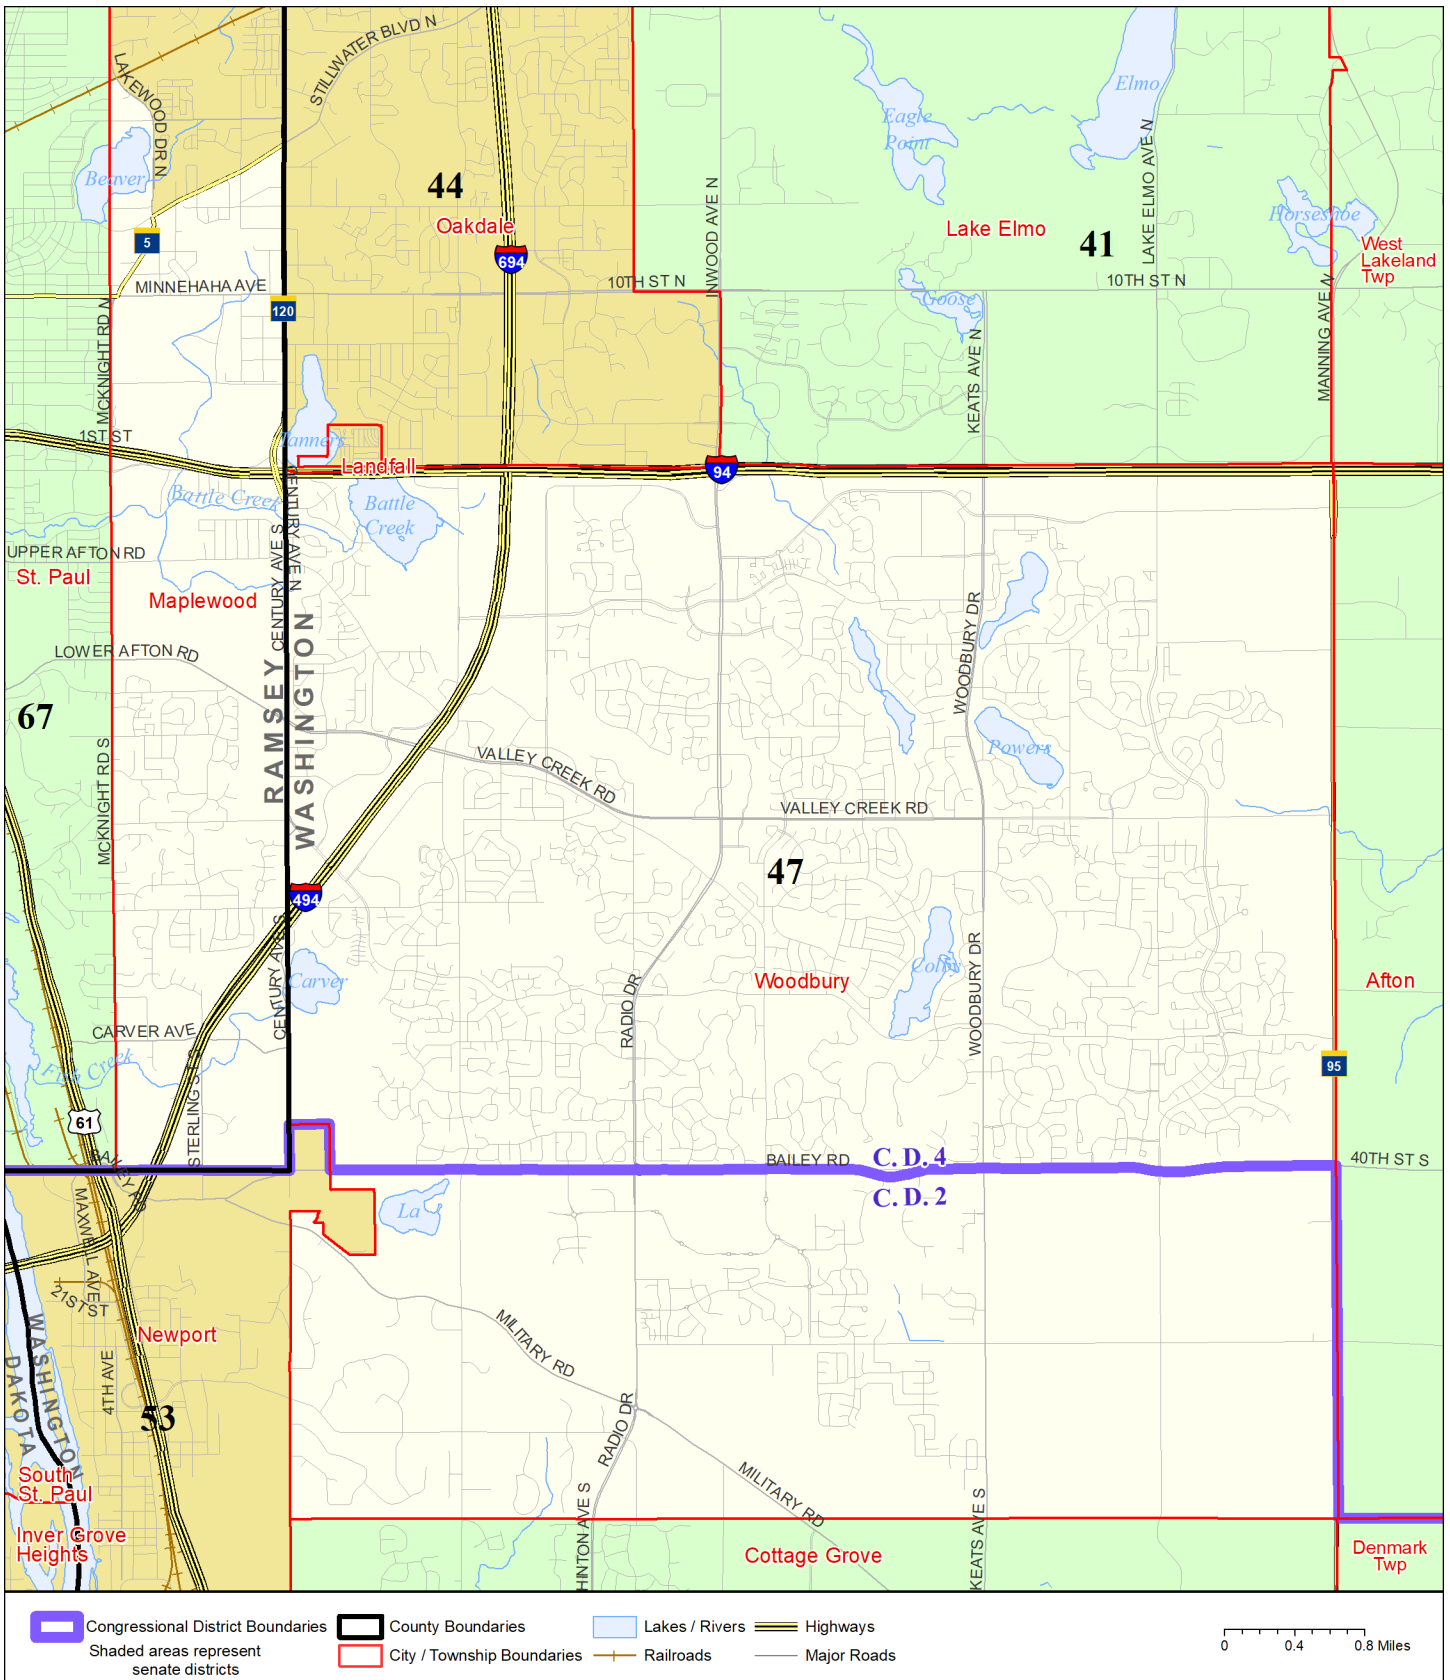 STILLWATER BLVD N
LAKEWOOD DR N
Elmo
Eagle
Point
Beaver
44
Oakdale
LAKE ELMO AVE N
INWOOD AVE N
Horseshoe
Lake Elmo
41
West
Lakeland
Twp
5
694
MINNEHAHA AVE
10TH ST N
10TH ST N
Goose
120
MCKNIGHT RD N
KEATS AVE N
MANNING AVE N
1ST ST
Tanners
Landfall
94
Battle Creek
Battle
Creek
CENTURY AVE S
CENTURY AVE N
UPPER AFTON RD
St. Paul
Maplewood
WOODBURY DR
LOWER AFTON RD
RAMSEY
WASHINGTON
67
MCKNIGHT RD S
VALLEY CREEK RD
Powers
VALLEY CREEK RD
47
494
CENTURY AVE S
Carver
RADIO DR
Woodbury
Colby
WOODBURY DR
Afton
CARVER AVE
Fish Creek
STERLING ST S
95
61
BAILEY RD
BAILEY RD
C. D. 4
C. D. 2
40TH ST S
MAXWELL AVE
La
21ST ST
WASHINGTON
DAKOTA
Newport
MILITARY RD
4TH AVE
53
RADIO DR
South
St. Paul
MILITARY RD
HINTON AVE S
KEATS AVE S
Inver Grove
Heights
Cottage Grove
Denmark
Twp
Congressional District Boundaries
County Boundaries
Lakes / Rivers
Highways
Shaded areas represent
senate districts
City / Township Boundaries
Railroads
Major Roads
0 0.4 0.8 Miles